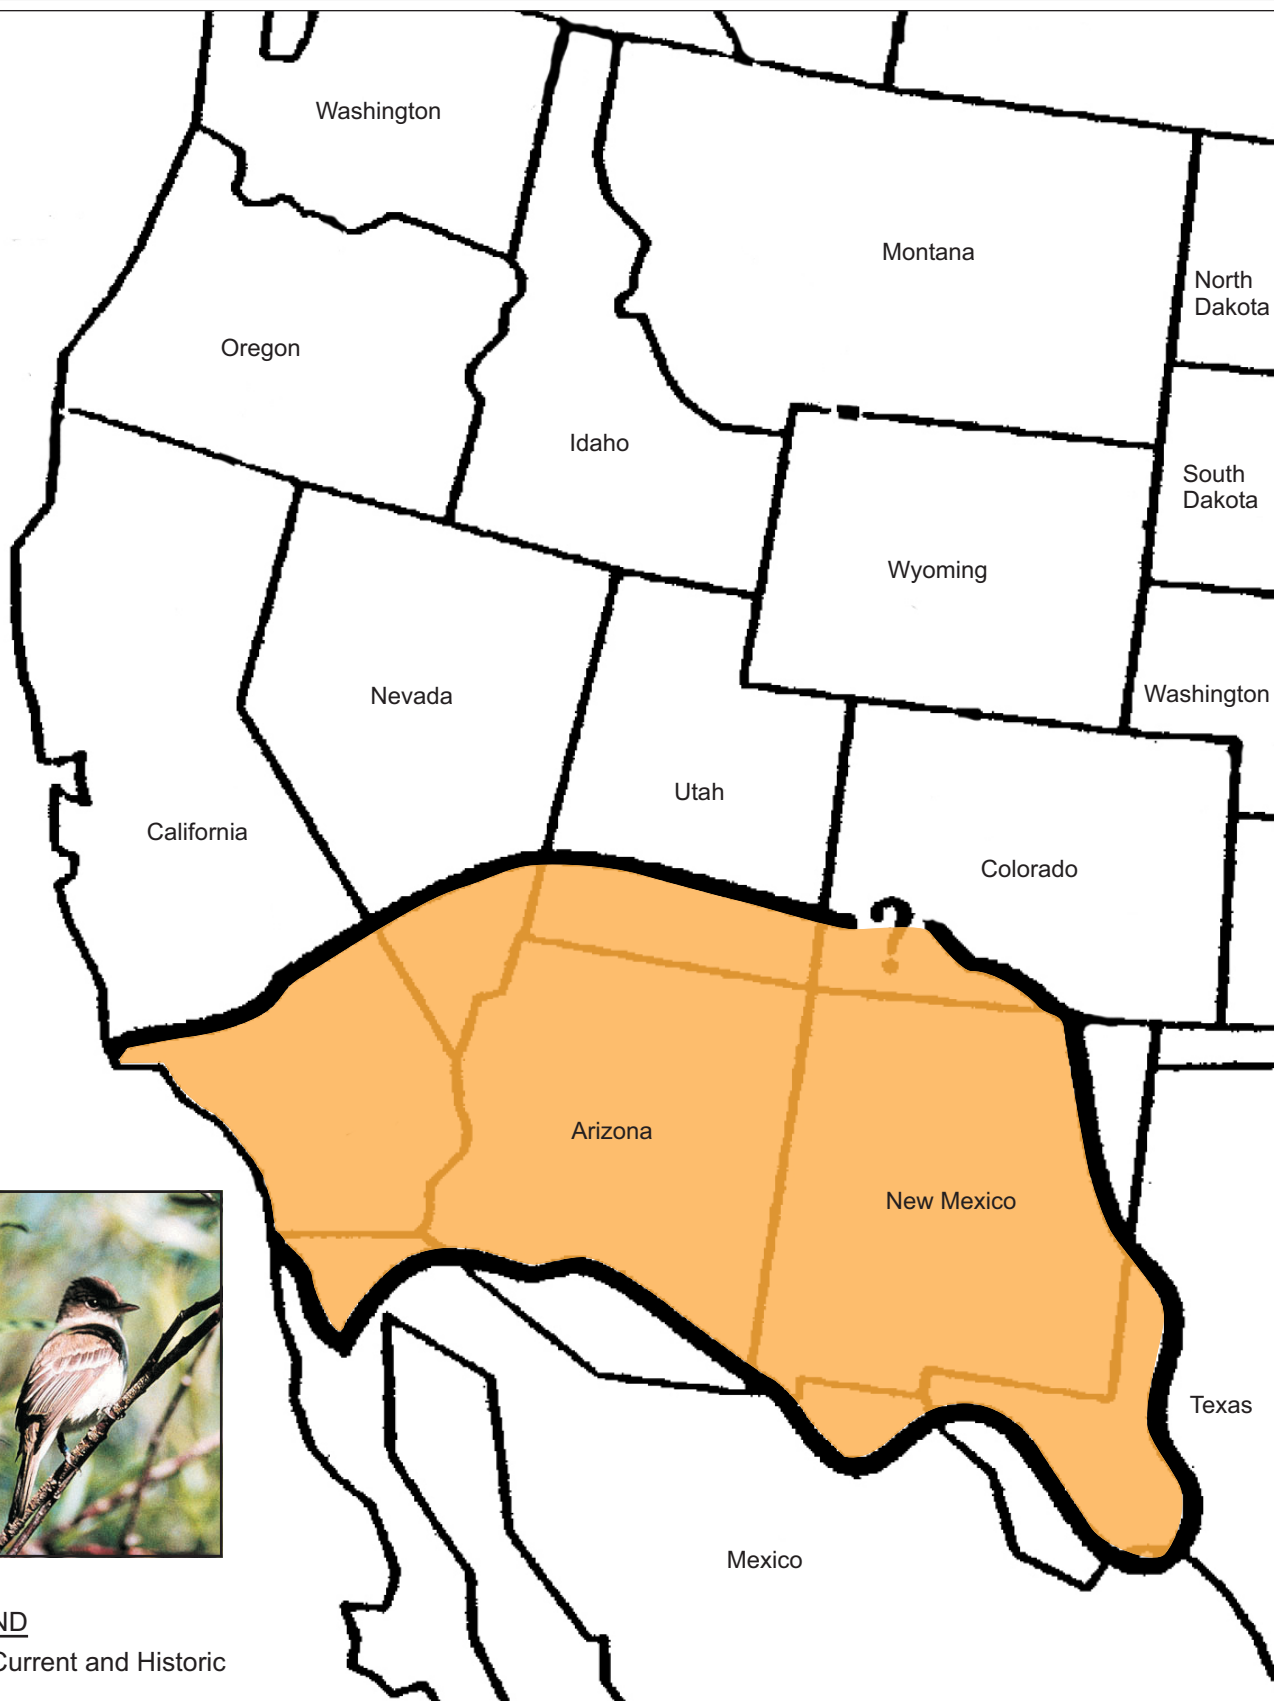 Washington
Montana
North
Dakota
Oregon
Idaho
South
Dakota
Wyoming
Nevada
Washington
Utah
California
Colorado
?
Arizona
New Mexico
Texas
Mexico
ND
Current and Historic